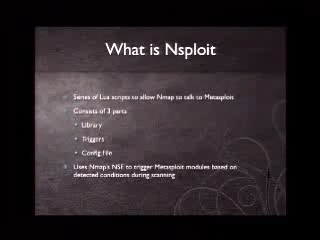 What is Nsploit
Series of Lua scripts to allow Nmap to talk to Metasploit
Consists of 3 parts
Library
Triggers
Config file
Uses Nmap's NSE to trigger Metasploit modules based on
detected conditions during scanning